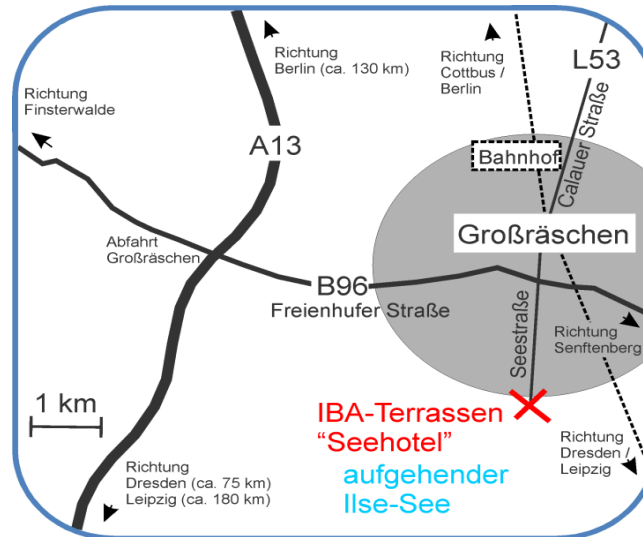 Richtung
Berlin (ca. 130 km)
Richtung
Cottbus /
Berlin
L53
Richtung
Finsterwalde
A13
Bahnhof
Calauer Straße
Abfahrt
Großräschen
Großräschen
B96
Freienhufer Straße
Seestraße
Richtung
Senftenberg
1 km
IBA-Terrassen
“Seehotel”
aufgehender
Ilse-See
Richtung
Dresden /
Leipzig
Richtung
Dresden (ca. 75 km)
Leipzig (ca. 180 km)